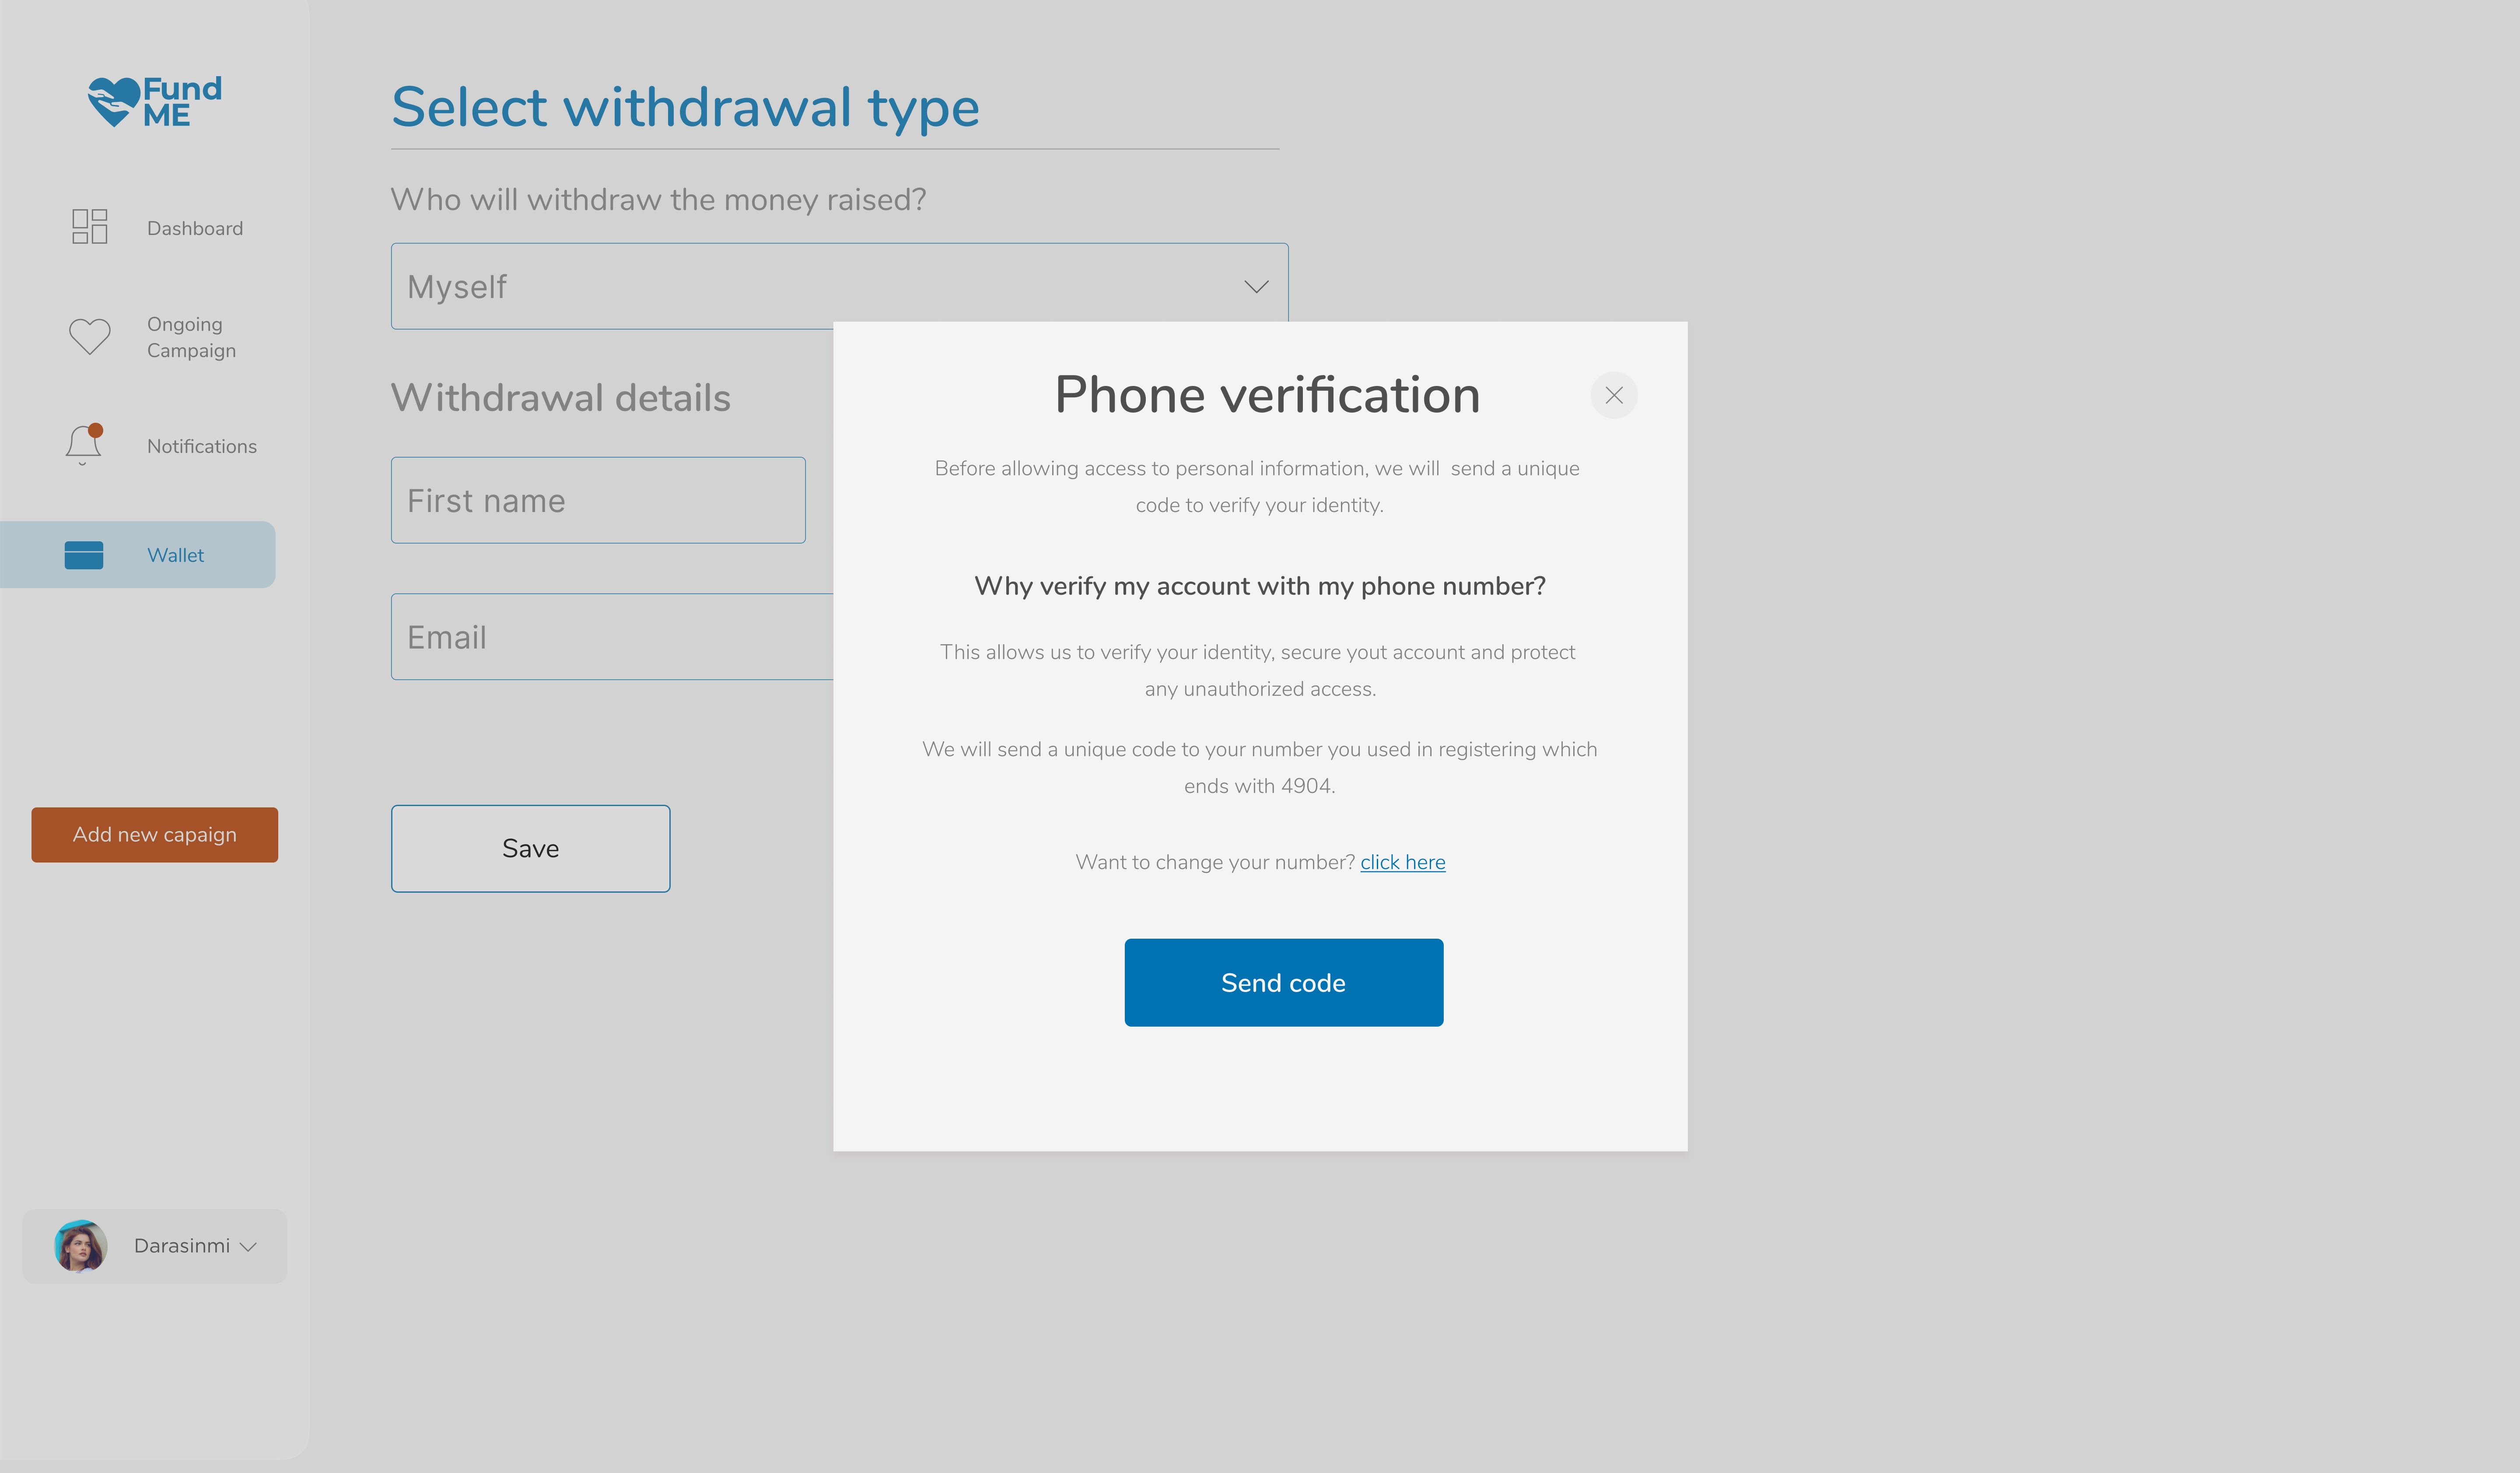 Fund
ME
Dashboard
Ongoing
Campaign
Notifications
Wallet
Add new capaign
Darasinmi
Select withdrawal type
Who will withdraw the money raised?
Myself
Withdrawal details
First name
Email
Save
Phone verification
Before allowing access to personal information, we will  send a unique
code to verify your identity.
Why verify my account with my phone number?
This allows us to verify your identity, secure yout account and protect
any unauthorized access.
We will send a unique code to your number you used in registering which
ends with 4904.
Want to change your number? click here
Send code